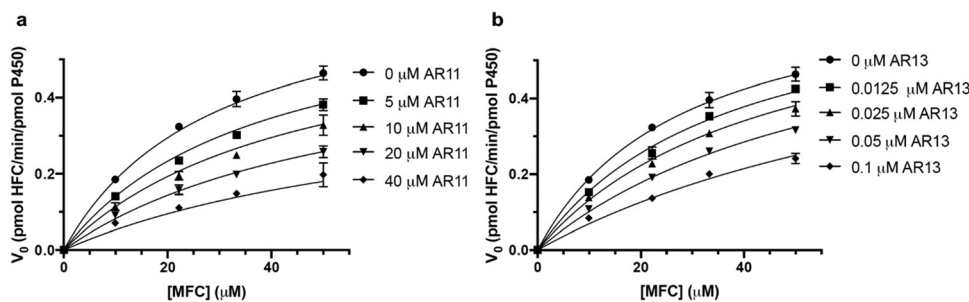 a
V0 (pmol HFC/min/pmol P450)
0.4
0.2
0.0
0
20
40
[MFC] (μM)
0 μM AR11
5 μM AR11
10 μM AR11
20 μM AR11
40 μM AR11
b
V0 (pmol HFC/min/pmol P450)
0.4
0.2
0.0
0
20
40
[MFC] (μM)
0 μM AR13
0.0125 μM AR13
0.025 μM AR13
0.05 μM AR13
0.1 μM AR13